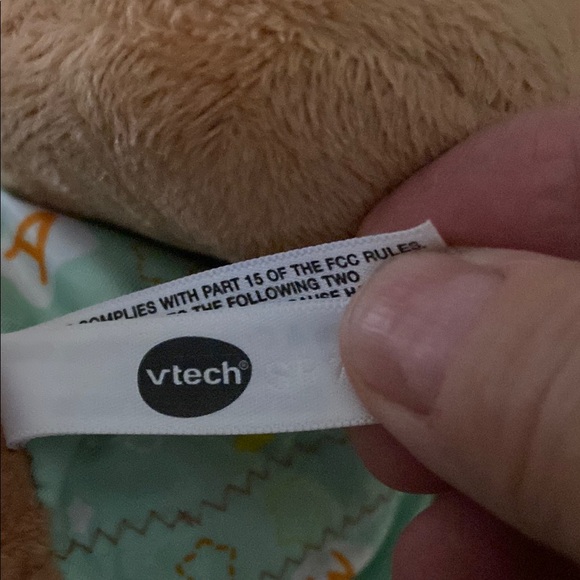 COMPLIES WITH PART 15 OF THE FCC RULES.
THE FOLLOWING TWO
vtech®